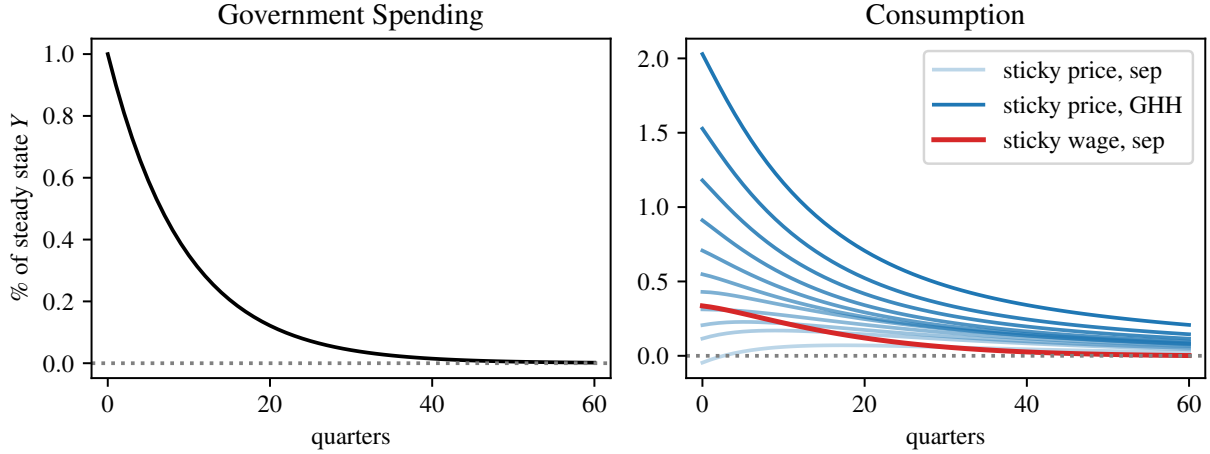 Government Spending
% of steady state Y
1.0
0.8
0.6
0.4
0.2
0.0
0
20
40
60
quarters
Consumption
2.0
1.5
1.0
0.5
0.0
sticky price, sep
sticky price, GHH
sticky wage, sep
0
20
40
60
quarters